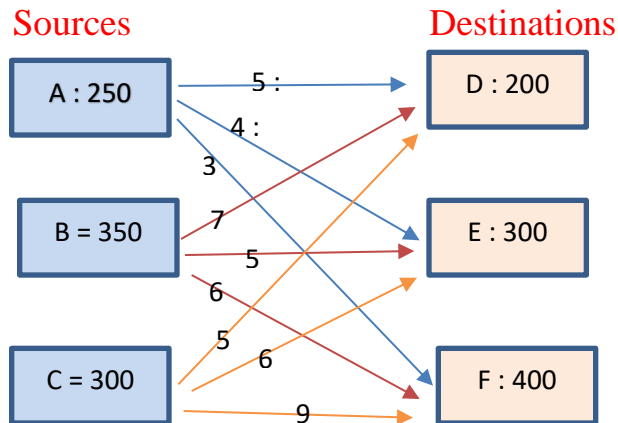 Sources
Destinations
A : 250
5 :
D : 200
4 :
3
B = 350
7
5
E : 300
6
5
6
C = 300
9
F : 400